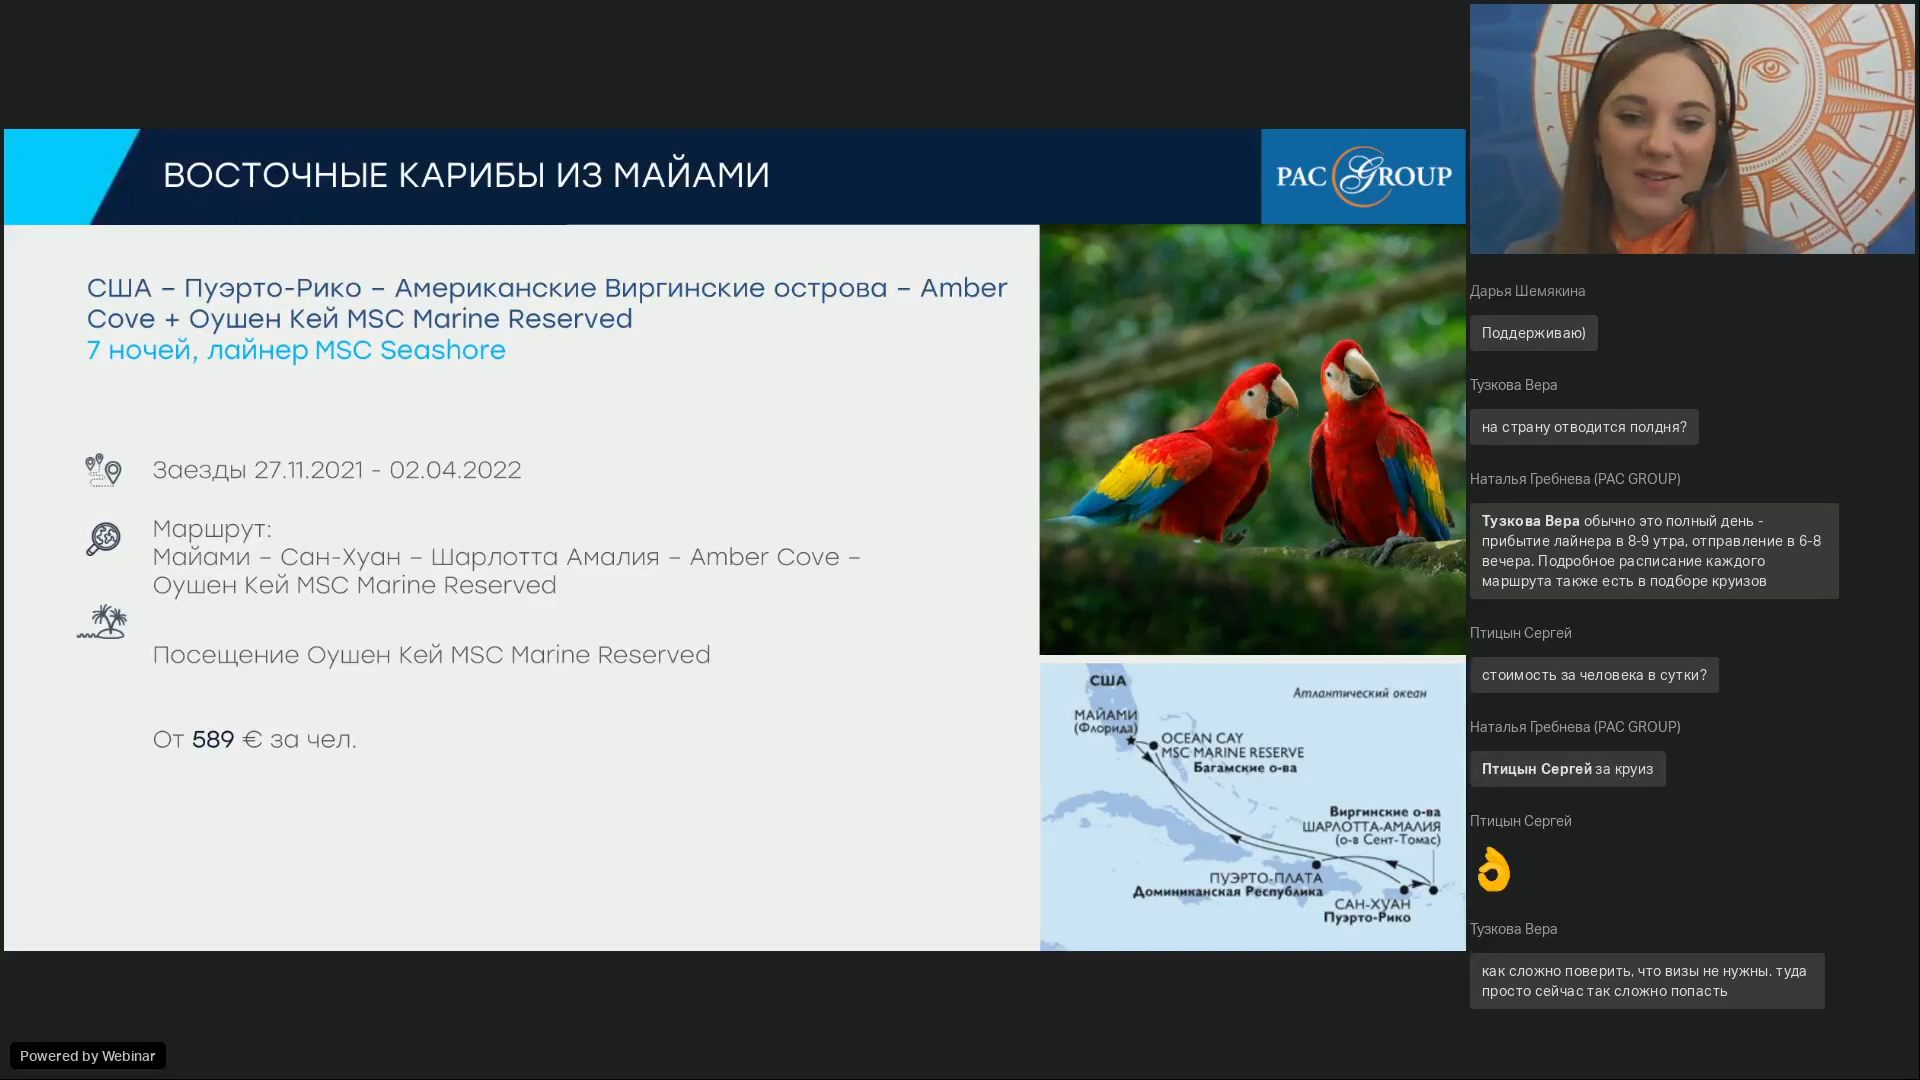 ВОСТОЧНЫЕ КАРИБЫ ИЗ МАЙАМИ
PAC GROUP
США – Пуэрто-Рико – Американские Виргинские острова – Amber
Cove + Оушен Кей MSC Marine Reserved
7 ночей, лайнер MSC Seashore
Заезды 27.11.2021 - 02.04.2022
Маршрут:
Майами – Сан-Хуан – Шарлотта Амалия – Amber Cove –
Оушен Кей MSC Marine Reserved
Посещение Оушен Кей MSC Marine Reserved
От 589 € за чел.
США
Атлантический океан
МАЙАМИ
(Флорида)
OCEAN CAY
MSC MARINE RESERVE
Багамские о-ва
Виргинские о-ва
ШАРЛОТТА-АМАЛИЯ
(о-в Сент-Томас)
ПУЭРТО-ПЛАТА
Доминиканская Республика
САН-ХУАН
Пуэрто-Рико
Дарья Шемякина
Поддерживаю)
Тузкова Вера
на страну отводится полдня?
Наталья Гребнева (PAC GROUP)
Тузкова Вера обычно это полный день -
прибытие лайнера в 8-9 утра, отправление в 6-8
вечера. Подробное расписание каждого
маршрута также есть в подборе круизов
Птицын Сергей
стоимость за человека в сутки?
Наталья Гребнева (PAC GROUP)
Птицын Сергей за круиз
Птицын Сергей
Тузкова Вера
как сложно поверить, что визы не нужны. туда
просто сейчас так сложно попасть
Powered by Webinar